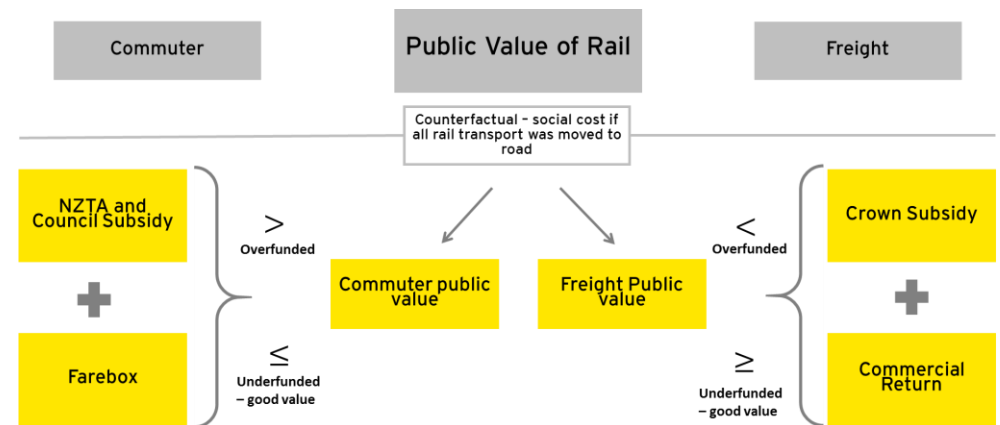 Commuter
Public Value of Rail
Freight
Counterfactual – social cost if
all rail transport was moved to
road
NZTA and
Council Subsidy
>
Overfunded
<
Overfunded
Crown Subsidy
Commuter public
value
Freight Public
value
Farebox
≤
Underfunded
– good value
≥
Underfunded
– good value
Commercial
Return